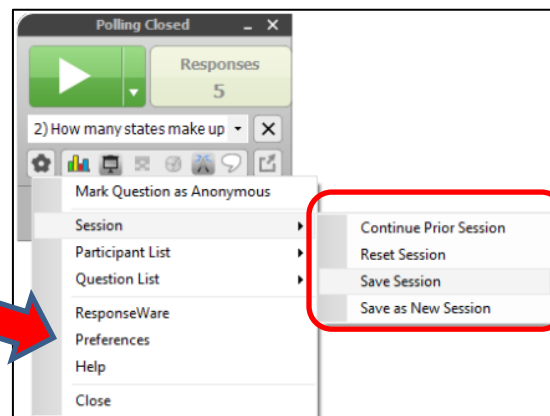 Polling Closed
Responses
5
2) How many states make up
Mark Question as Anonymous
Session
Participant List
Question List
ResponseWare
Preferences
Help
Close
Continue Prior Session
Reset Session
Save Session
Save as New Session